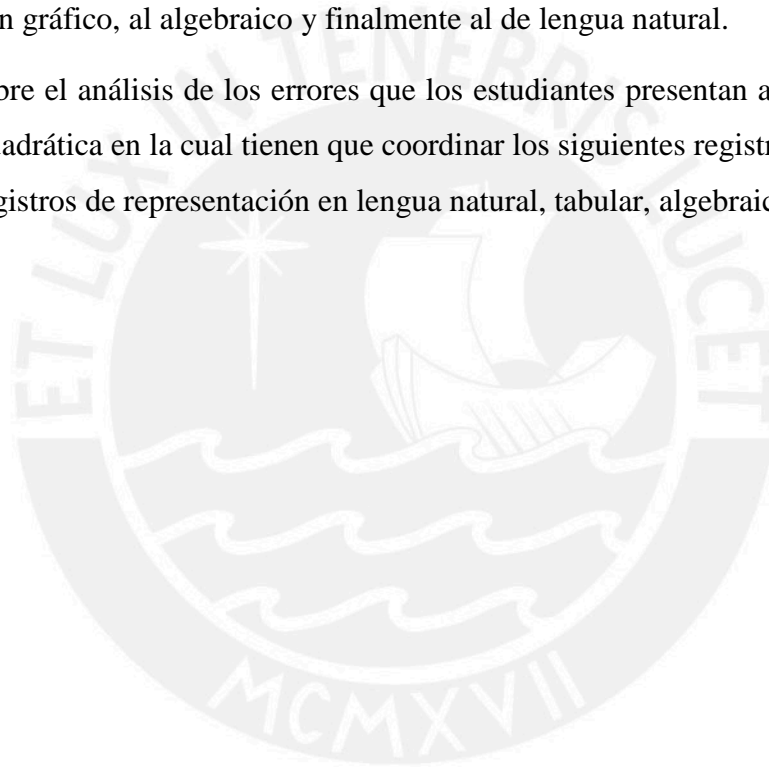 n gráfico, al algebraico y finalmente al de lengua natural.
bre el análisis de los errores que los estudiantes presentan a
adrática en la cual tienen que coordinar los siguientes registr
gistros de representación en lengua natural, tabular, algebraic
ET LUX IN TENEBRIS LUCET
MCMXVII